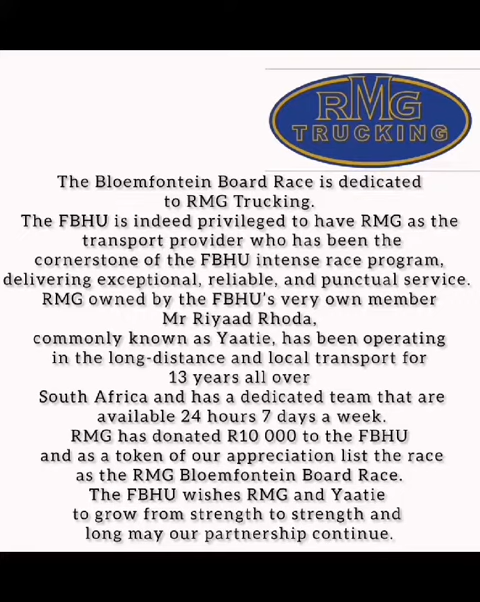 RMG
TRUCKING
The Bloemfontein Board Race is dedicated
to RMG Trucking.
The FBHU is indeed privileged to have RMG as the
transport provider who has been the
cornerstone of the FBHU intense race program,
delivering exceptional, reliable, and punctual service.
RMG owned by the FBHU's very own member
Mr Riyaad Rhoda,
commonly known as Yaatie, has been operating
in the long-distance and local transport for
13 years all over
South Africa and has a dedicated team that are
available 24 hours 7 days a week.
RMG has donated R10 000 to the FBHU
and as a token of our appreciation list the race
as the RMG Bloemfontein Board Race.
The FBHU wishes RMG and Yaatie
to grow from strength to strength and
long may our partnership continue.